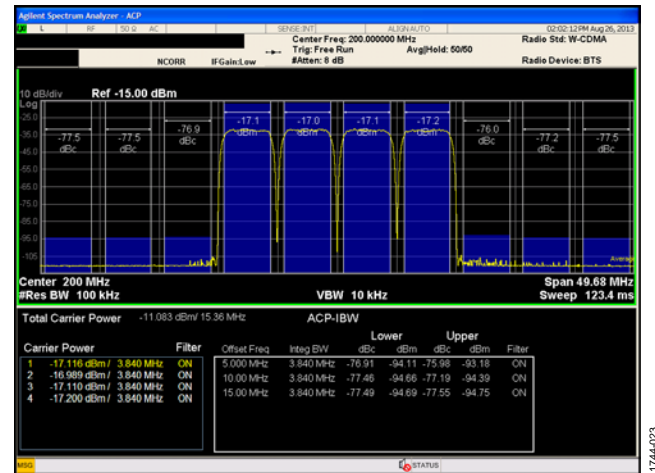 Agilent Spectrum Analyzer - ACP
L RF 50 Ω AC SENSE:INT ALIGN AUTO 02:02:12 PM Aug 26, 2013
Center Freq: 200.000000 MHz Radio Std: W-CDMA
Trig: Free Run Avg|Hold: 50/50
NCORR IFGain:Low #Atten: 8 dB Radio Device: BTS
10 dB/div Ref -15.00 dBm
Log
-25.0
-35.0
-45.0
-55.0
-65.0
-75.0
-85.0
-95.0
-105
-77.5 dBc
-77.5 dBc
-76.9 dBc
-17.1 dBm
-17.0 dBm
-17.1 dBm
-17.2 dBm
-76.0 dBc
-77.2 dBc
-77.5 dBc
Average
Center 200 MHz Span 49.68 MHz
#Res BW 100 kHz VBW 10 kHz Sweep 123.4 ms
Total Carrier Power -11.083 dBm/ 15.36 MHz ACP-IBW
Lower Upper
Carrier Power Filter Offset Freq Integ BW dBc dBm dBc dBm Filter
1 -17.116 dBm / 3.840 MHz ON 5.000 MHz 3.840 MHz -76.91 -94.11 -75.98 -93.18 ON
2 -16.989 dBm / 3.840 MHz ON 10.00 MHz 3.840 MHz -77.46 -94.66 -77.19 -94.39 ON
3 -17.110 dBm / 3.840 MHz ON 15.00 MHz 3.840 MHz -77.49 -94.69 -77.55 -94.75 ON
4 -17.200 dBm / 3.840 MHz ON
MSG STATUS
1744-023